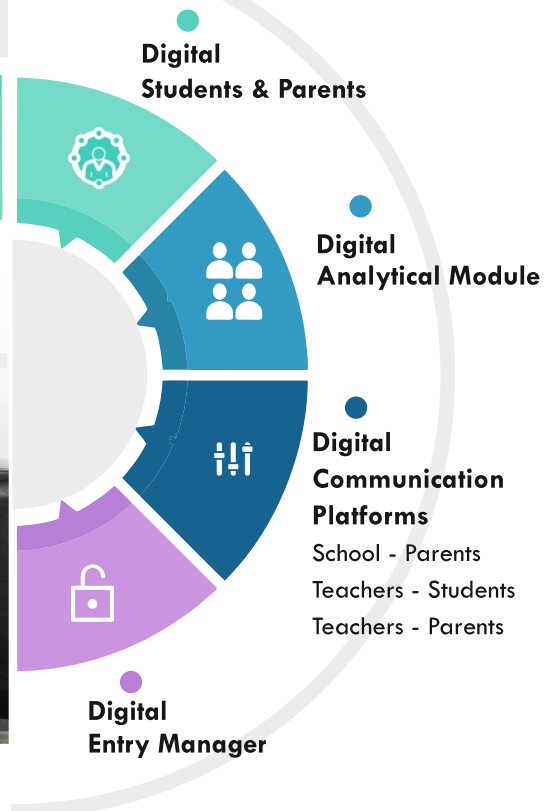 Digital
Students & Parents
Digital
Analytical Module
Digital
Communication
Platforms
School - Parents
Teachers - Students
Teachers - Parents
Digital
Entry Manager